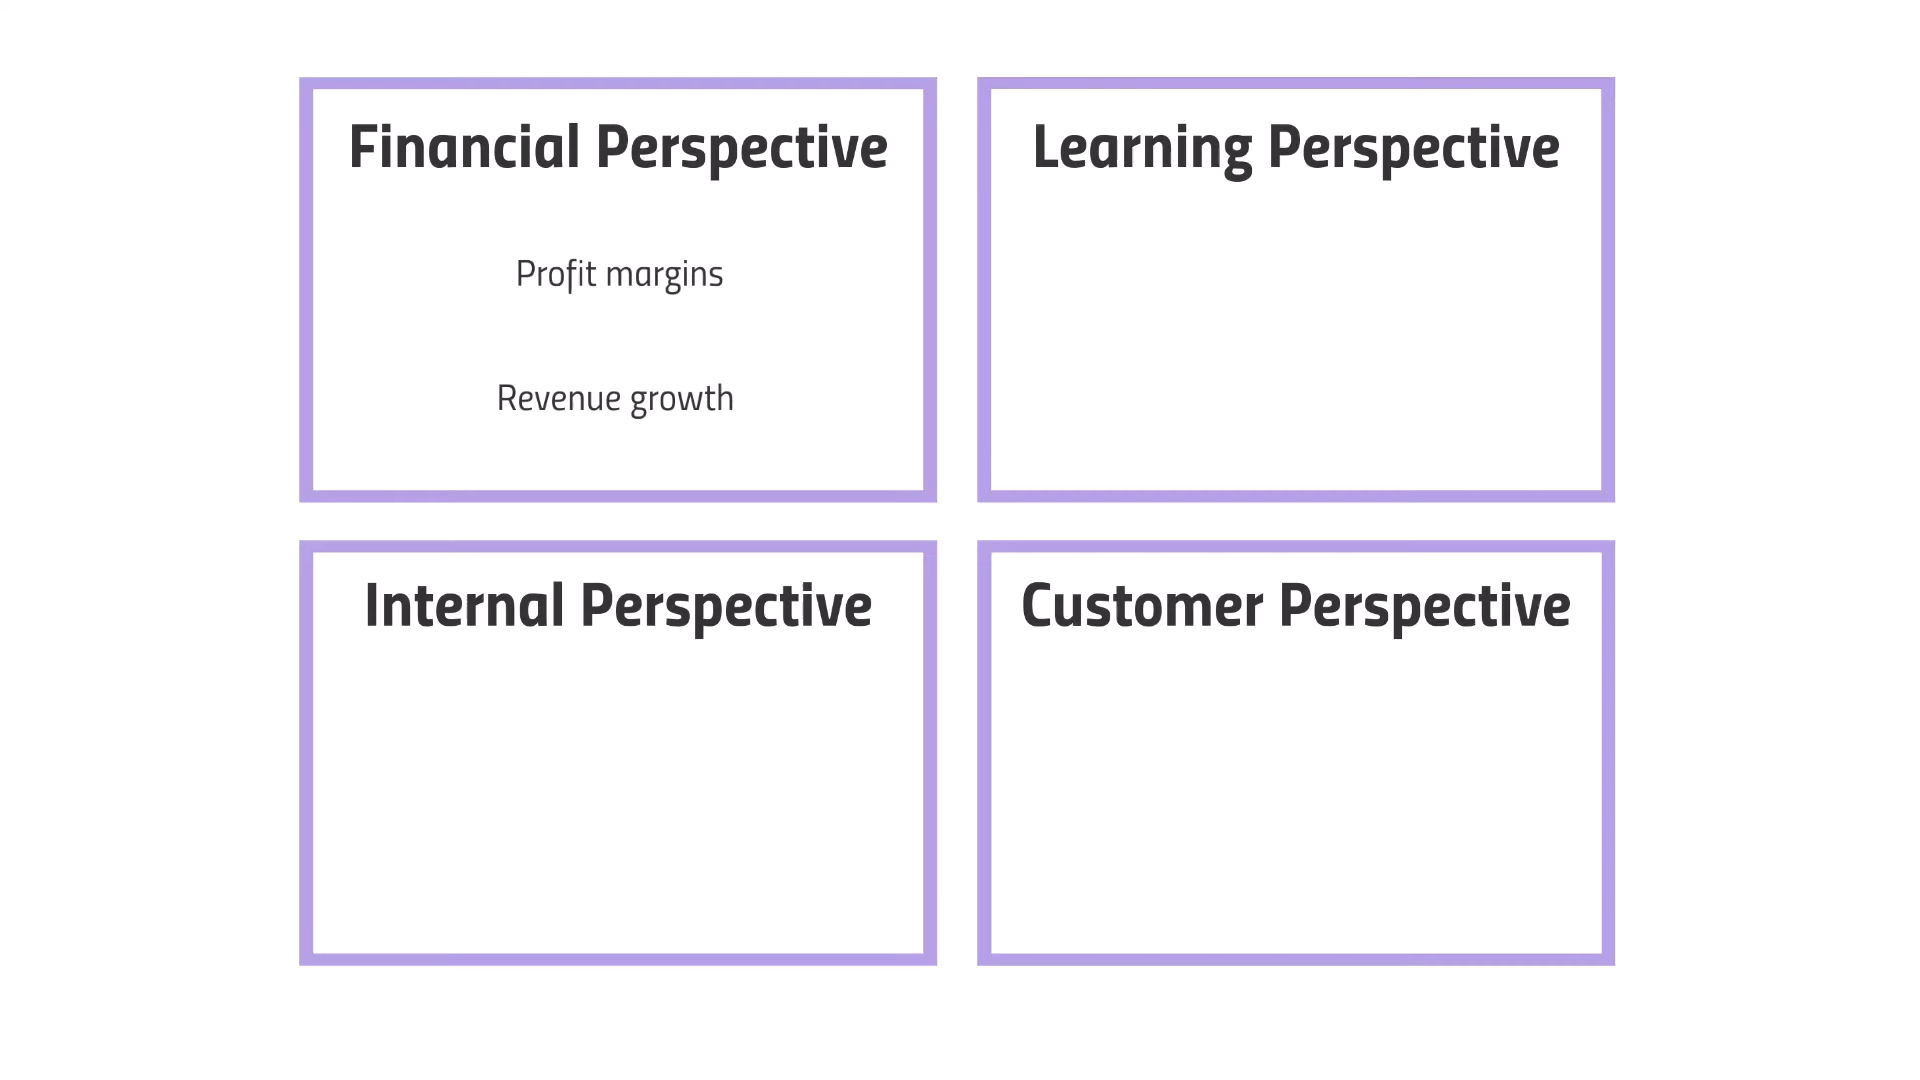 Financial Perspective
Profit margins
Revenue growth
Learning Perspective
Internal Perspective
Customer Perspective